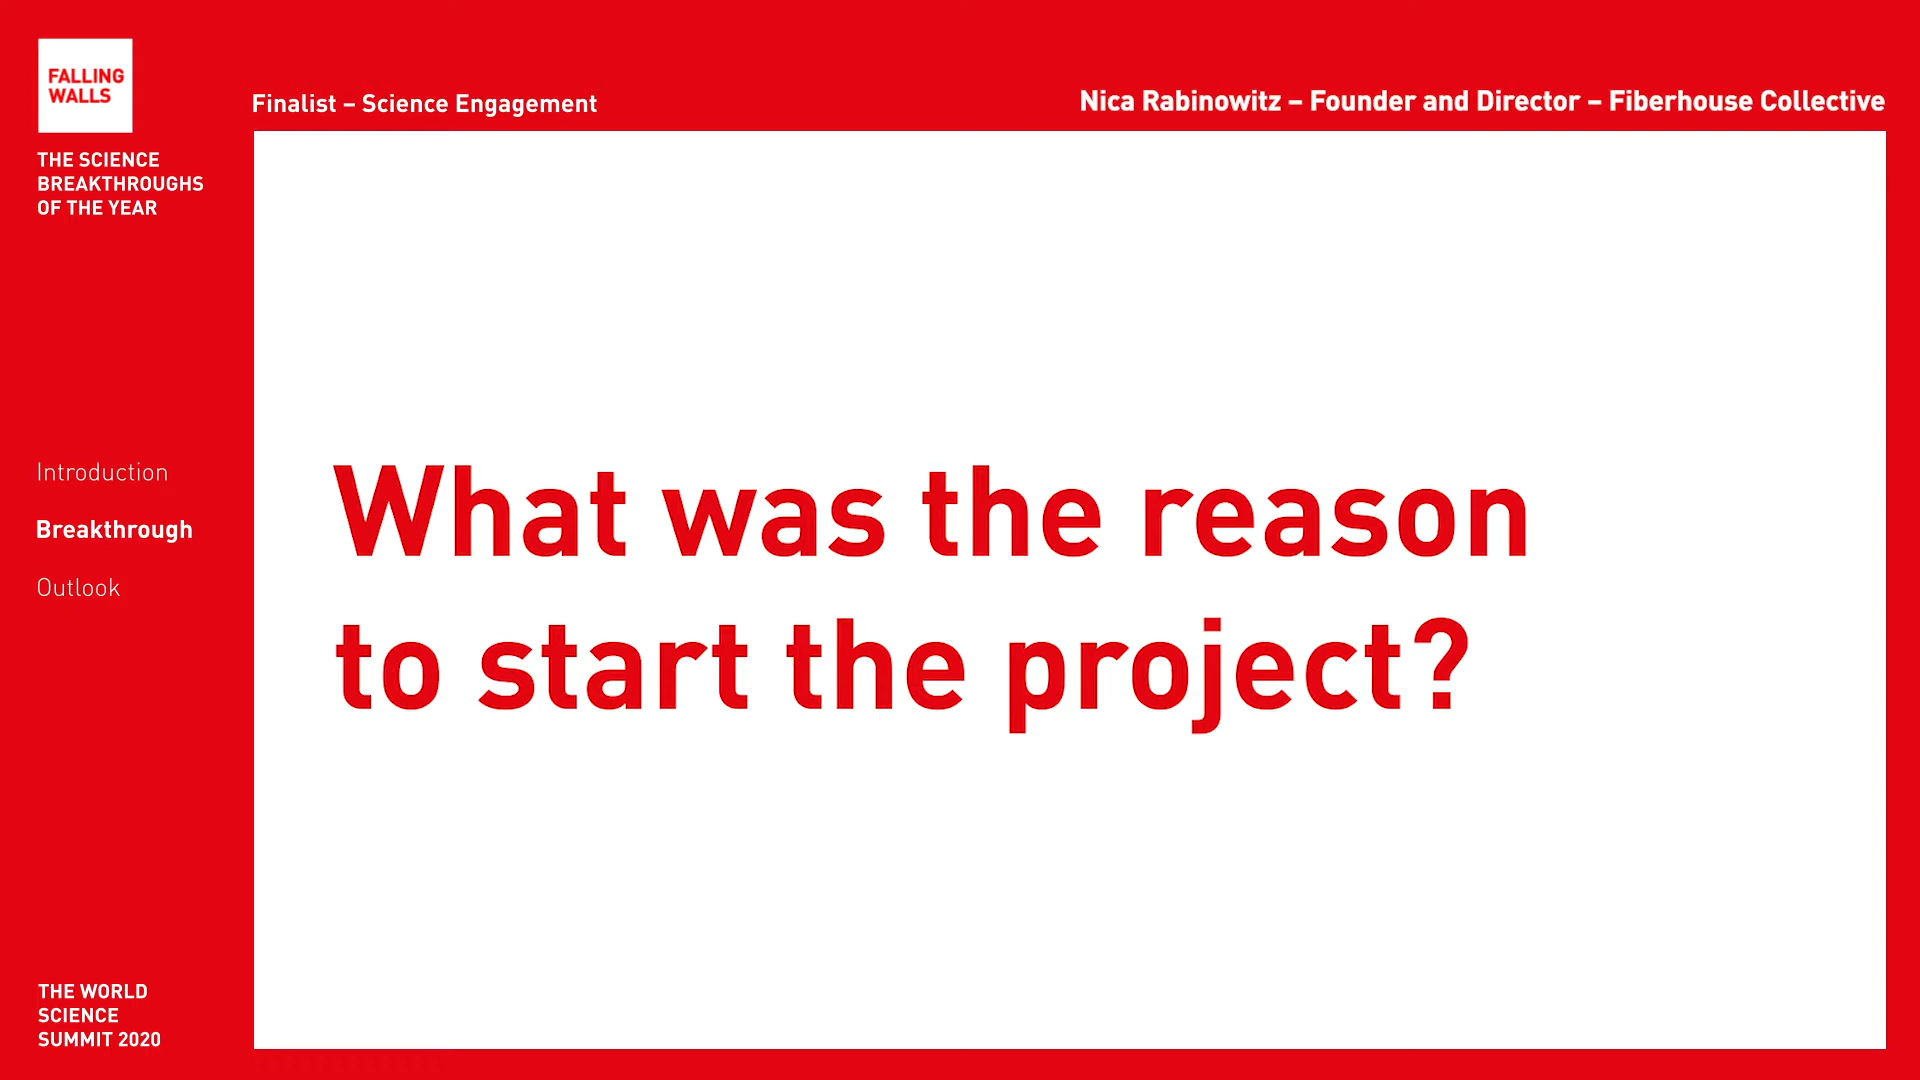 FALLING
WALLS
THE SCIENCE
BREAKTHROUGHS
OF THE YEAR
Finalist – Science Engagement
Nica Rabinowitz – Founder and Director – Fiberhouse Collective
Introduction
Breakthrough
Outlook
What was the reason
to start the project?
THE WORLD
SCIENCE
SUMMIT 2020